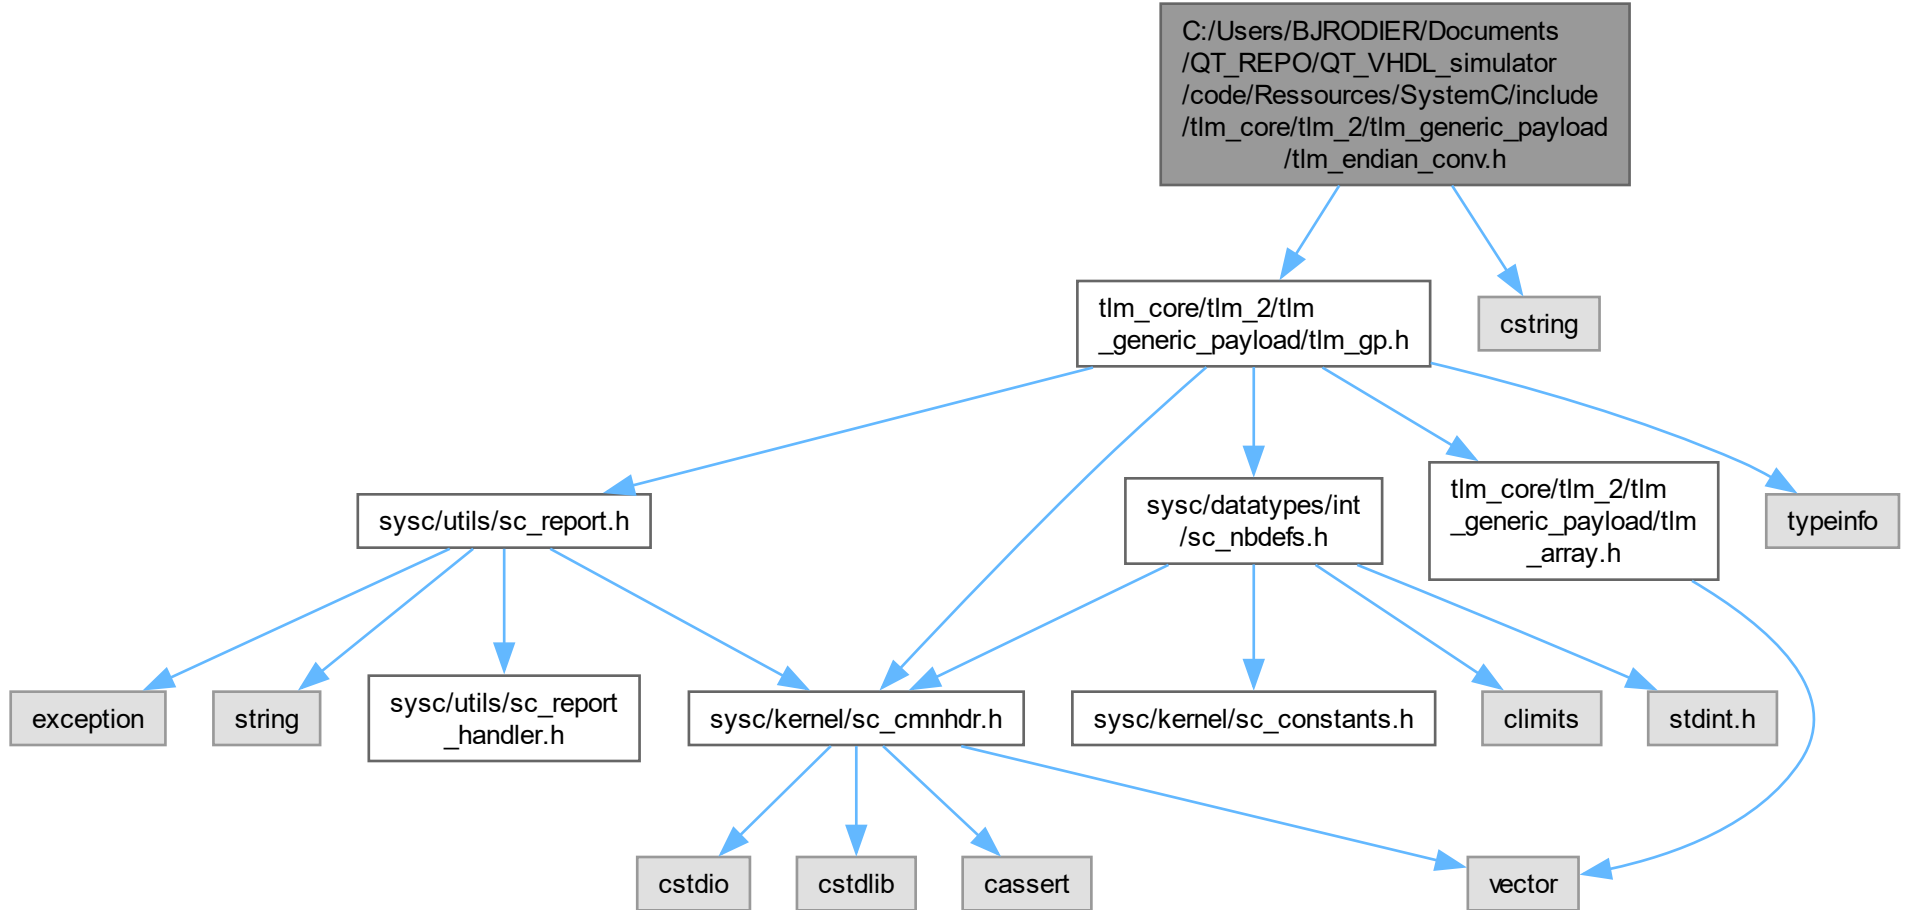 C:/Users/BJRODIER/Documents
/QT_REPO/QT_VHDL_simulator
/code/Ressources/SystemC/include
/tlm_core/tlm_2/tlm_generic_payload
/tlm_endian_conv.h
tlm_core/tlm_2/tlm
_generic_payload/tlm_gp.h
cstring
sysc/utils/sc_report.h
sysc/datatypes/int
/sc_nbdefs.h
tlm_core/tlm_2/tlm
_generic_payload/tlm
_array.h
typeinfo
exception
string
sysc/utils/sc_report
_handler.h
sysc/kernel/sc_cmnhdr.h
sysc/kernel/sc_constants.h
climits
stdint.h
cstdio
cstdlib
cassert
vector